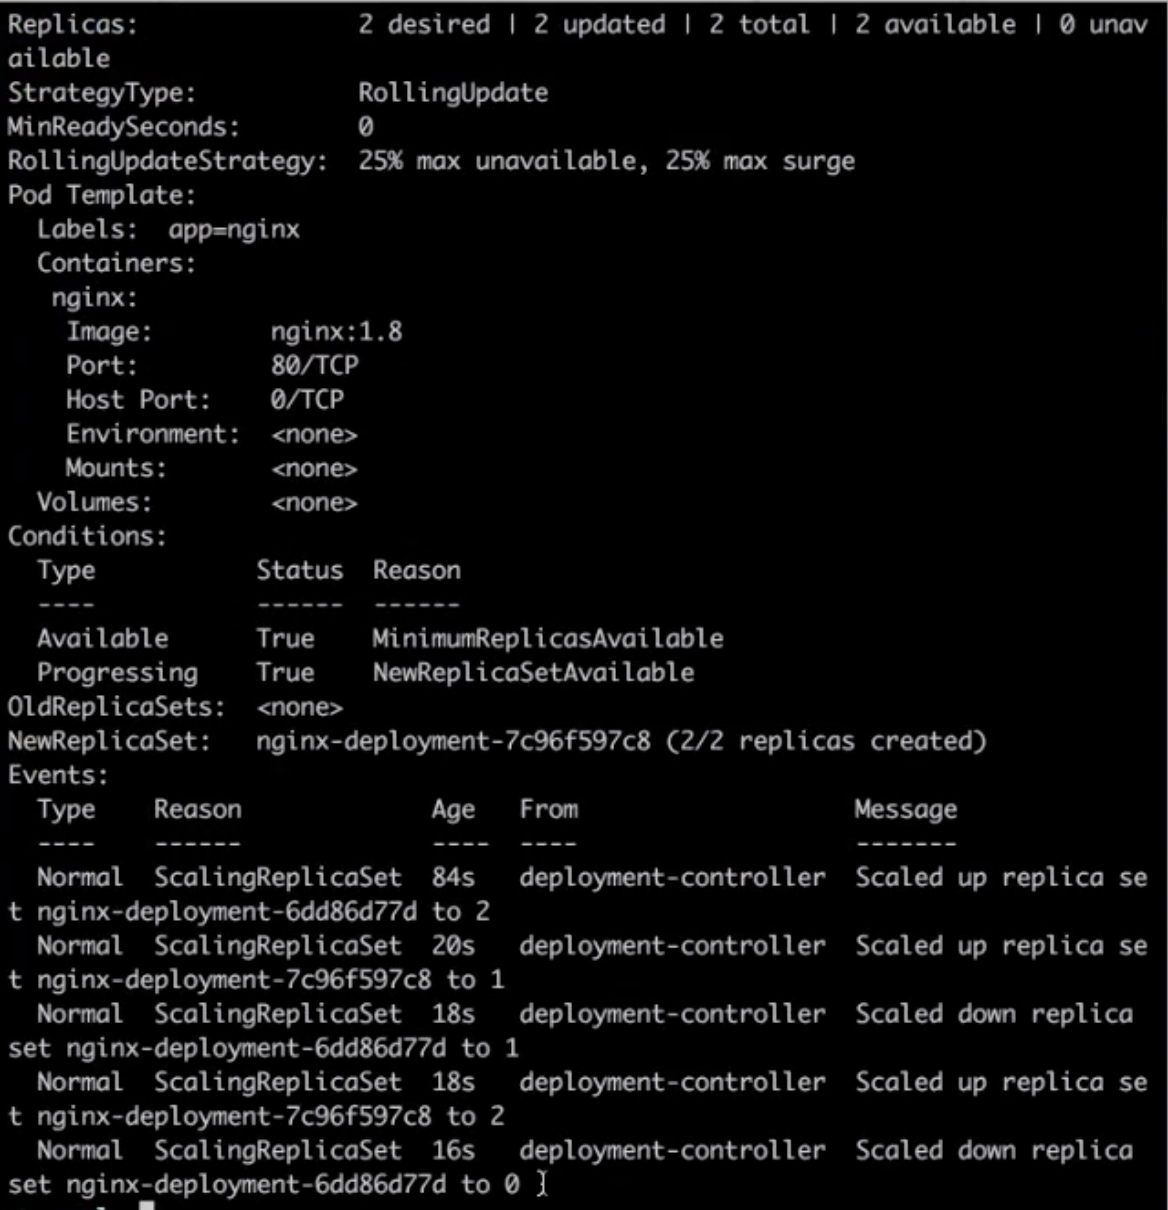 Replicas:               2 desired | 2 updated | 2 total | 2 available | 0 unav
ailable
StrategyType:           RollingUpdate
MinReadySeconds:        0
RollingUpdateStrategy:  25% max unavailable, 25% max surge
Pod Template:
  Labels:  app=nginx
  Containers:
   nginx:
    Image:        nginx:1.8
    Port:         80/TCP
    Host Port:    0/TCP
    Environment:  <none>
    Mounts:       <none>
  Volumes:        <none>
Conditions:
  Type           Status  Reason
  ----           ------  ------
  Available      True    MinimumReplicasAvailable
  Progressing    True    NewReplicaSetAvailable
OldReplicaSets:  <none>
NewReplicaSet:   nginx-deployment-7c96f597c8 (2/2 replicas created)
Events:
  Type    Reason             Age   From                   Message
  ----    ------             ----  ----                   -------
  Normal  ScalingReplicaSet  84s   deployment-controller  Scaled up replica se
t nginx-deployment-6dd86d77d to 2
  Normal  ScalingReplicaSet  20s   deployment-controller  Scaled up replica se
t nginx-deployment-7c96f597c8 to 1
  Normal  ScalingReplicaSet  18s   deployment-controller  Scaled down replica
set nginx-deployment-6dd86d77d to 1
  Normal  ScalingReplicaSet  18s   deployment-controller  Scaled up replica se
t nginx-deployment-7c96f597c8 to 2
  Normal  ScalingReplicaSet  16s   deployment-controller  Scaled down replica
set nginx-deployment-6dd86d77d to 0